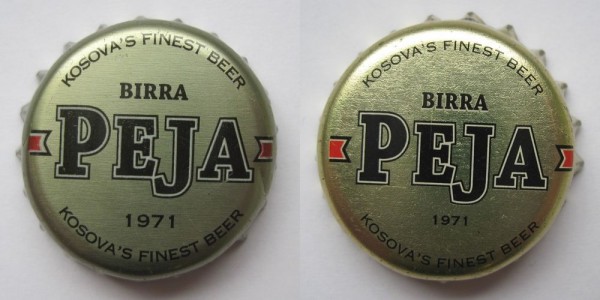 KOSOVA'S FINEST BEER
BIRRA
PEJA
1971
KOSOVA'S FINEST BEER
KOSOVA'S FINEST BEER
BIRRA
PEJA
1971
KOSOVA'S FINEST BEER